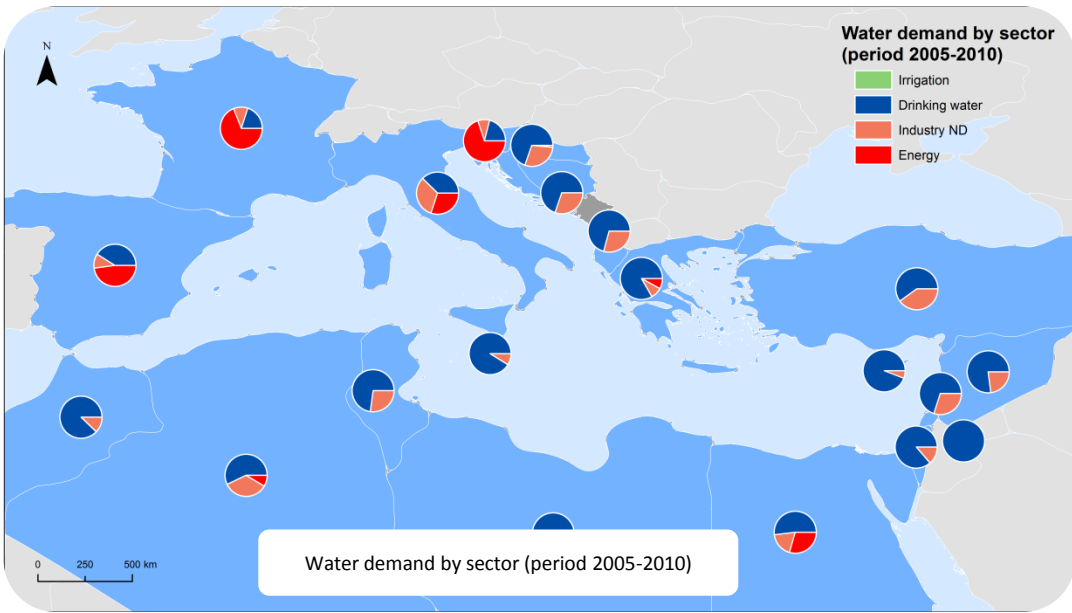 N
Water demand by sector
(period 2005-2010)
Irrigation
Drinking water
Industry ND
Energy
0 250 500 km
Water demand by sector (period 2005-2010)